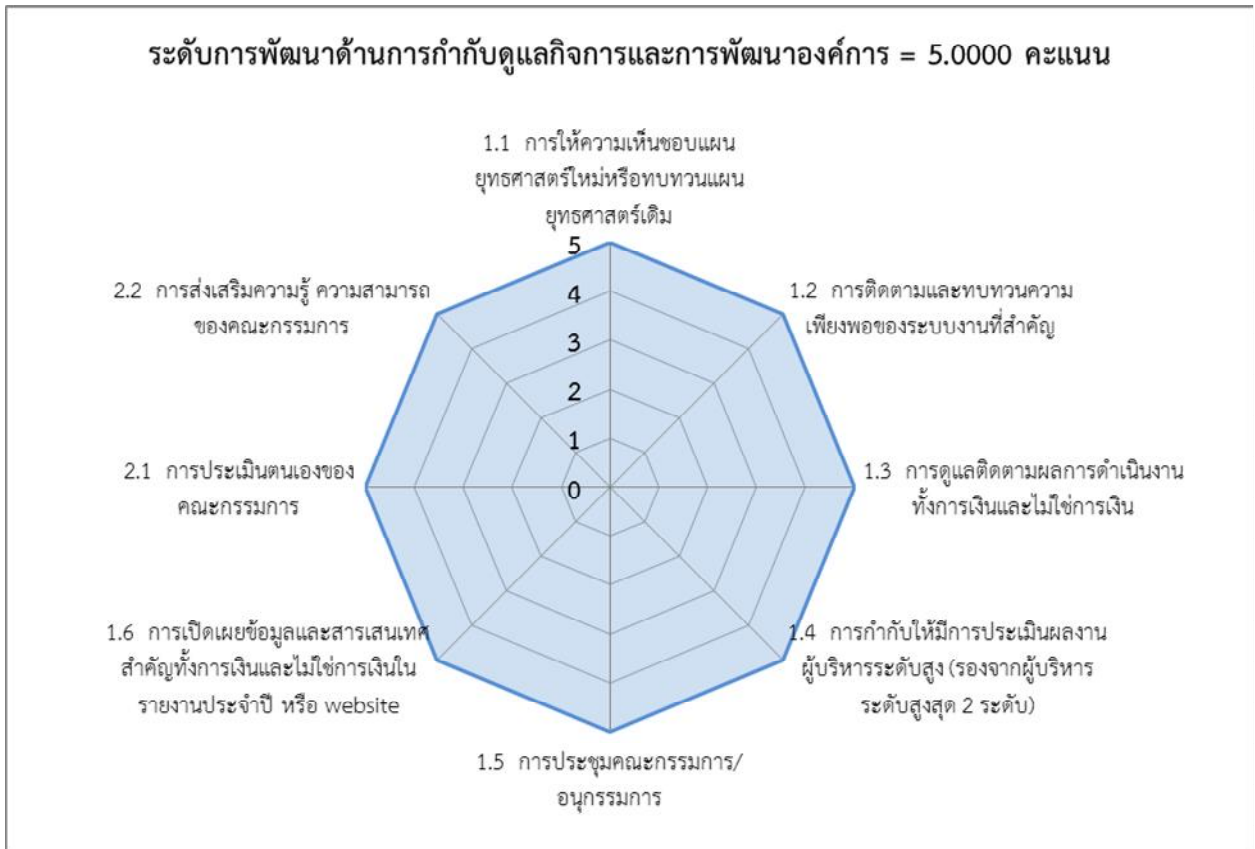 ระดับการพัฒนาด้านการกำกับดูแลกิจการและการพัฒนาองค์การ = 5.0000 คะแนน
1.1 การให้ความเห็นชอบแผน
ยุทธศาสตร์ใหม่หรือทบทวนแผน
ยุทธศาสตร์เดิม
5
4
3
2
1
0
1.2 การติดตามและทบทวนความ
เพียงพอของระบบงานที่สำคัญ
1.3 การดูแลติดตามผลการดำเนินงาน
ทั้งการเงินและไม่ใช่การเงิน
1.4 การกำกับให้มีการประเมินผลงาน
ผู้บริหารระดับสูง (รองจากผู้บริหาร
ระดับสูงสุด 2 ระดับ)
1.5 การประชุมคณะกรรมการ/
อนุกรรมการ
1.6 การเปิดเผยข้อมูลและสารเสนเทศ
สำคัญทั้งการเงินและไม่ใช่การเงินใน
รายงานประจำปี หรือ website
2.1 การประเมินตนเองของ
คณะกรรมการ
2.2 การส่งเสริมความรู้ ความสามารถ
ของคณะกรรมการ